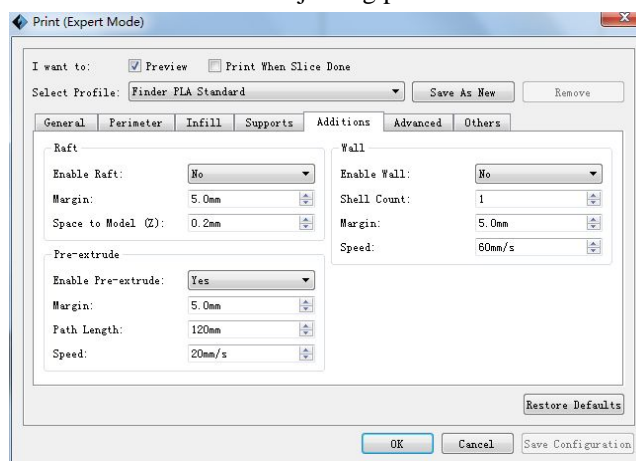 Print (Expert Mode)
I want to: Preview Print When Slice Done
Select Profile: Finder PLA Standard Save As New Remove
General Perimeter Infill Supports Additions Advanced Others
Raft
Enable Raft: No
Margin: 5.0mm
Space to Model (Z): 0.2mm
Pre-extrude
Enable Pre-extrude: Yes
Margin: 5.0mm
Path Length: 120mm
Speed: 20mm/s
Wall
Enable Wall: No
Shell Count: 1
Margin: 5.0mm
Speed: 60mm/s
Restore Defaults
OK Cancel Save Configuration